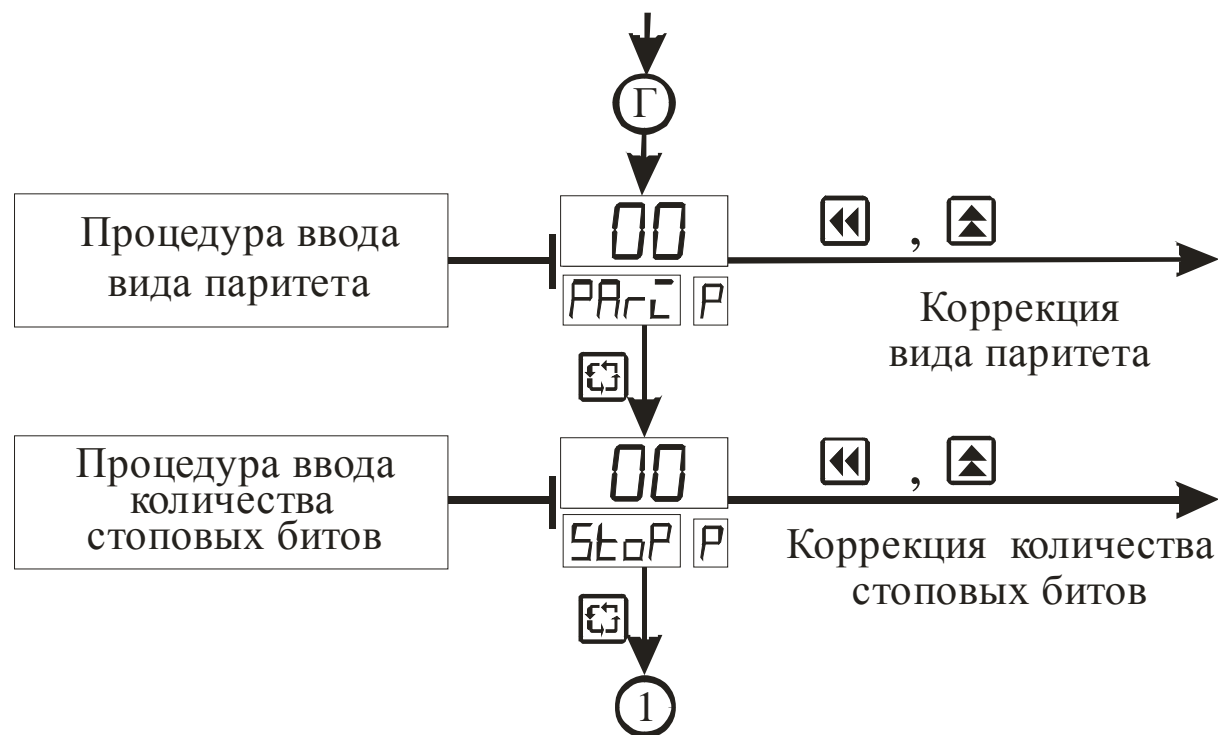 Г
Процедура ввода
вида паритета
00
PAri P
,
Коррекция
вида паритета
Процедура ввода
количества
стоповых битов
00
StoP P
,
Коррекция количества
стоповых битов
1